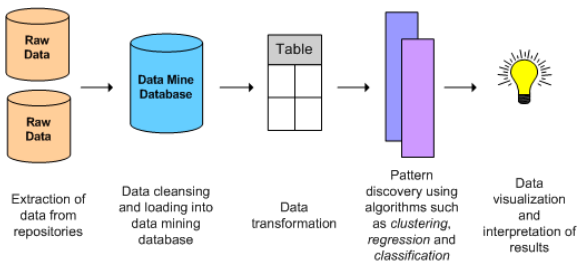 Raw
Data
Raw
Data
Data Mine
Database
Table
Extraction of
data from
repositories
Data cleansing
and loading into
data mining
database
Data
transformation
Pattern
discovery using
algorithms such
as clustering,
regression and
classification
Data
visualization
and
interpretation of
results